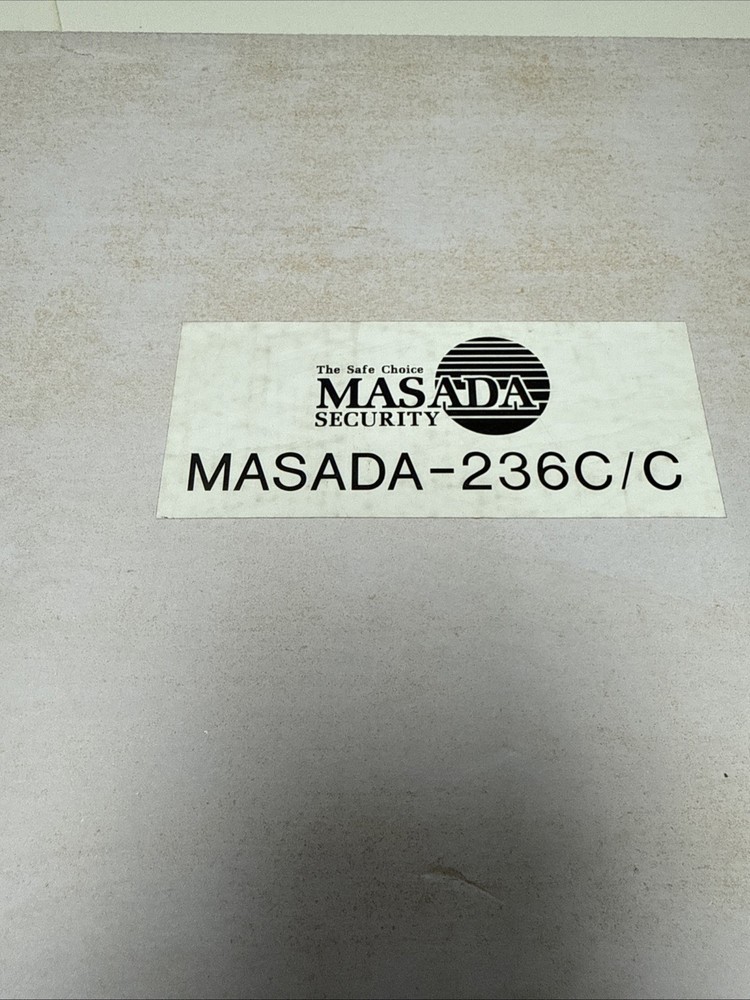 The Safe Choice
MASADA
SECURITY
MASADA-236C/C